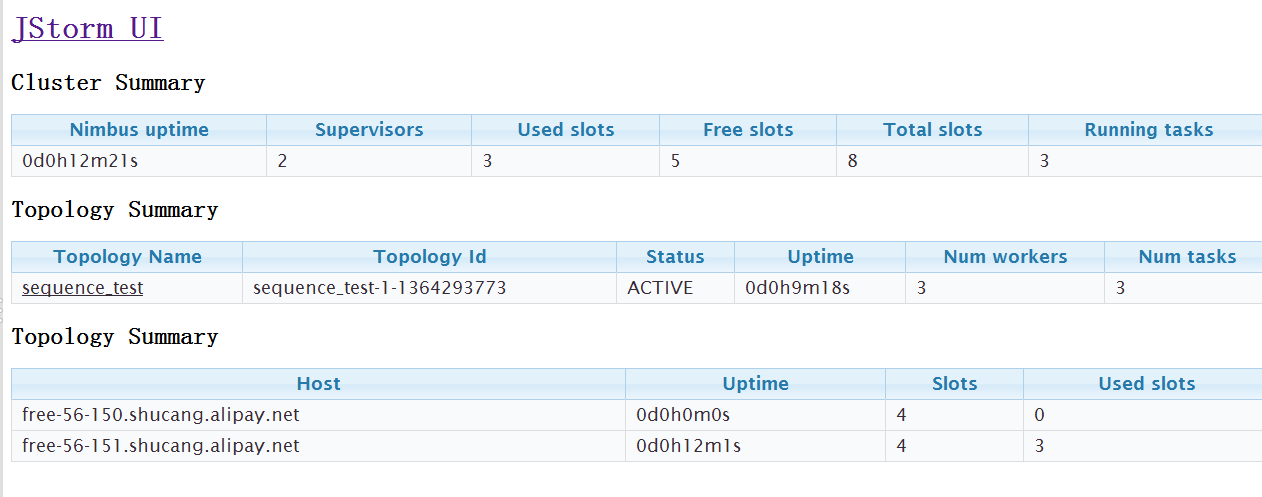 JStorm UI
Cluster Summary
Nimbus uptime Supervisors Used slots Free slots Total slots Running tasks
0d0h12m21s 2 3 5 8 3
Topology Summary
Topology Name Topology Id Status Uptime Num workers Num tasks
sequence_test sequence_test-1-1364293773 ACTIVE 0d0h9m18s 3 3
Topology Summary
Host Uptime Slots Used slots
free-56-150.shucang.alipay.net 0d0h0m0s 4 0
free-56-151.shucang.alipay.net 0d0h12m1s 4 3